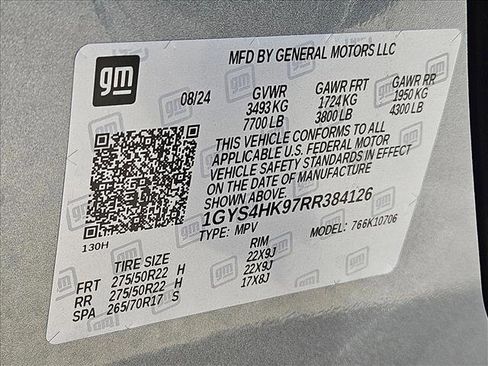 gm
MFD BY GENERAL MOTORS LLC
08/24
GVWR GAWR FRT GAWR RR
3493 KG 1724 KG 1950 KG
7700 LB 3800 LB 4300 LB
THIS VEHICLE CONFORMS TO ALL
APPLICABLE U.S. FEDERAL MOTOR
VEHICLE SAFETY STANDARDS IN EFFECT
ON THE DATE OF MANUFACTURE
SHOWN ABOVE.
1GYS4HK97RR384126
TYPE: MPV MODEL: 766K10706
130H
TIRE SIZE RIM
FRT 275/50R22 H 22X9J
RR 275/50R22 H 22X9J
SPA 265/70R17 S 17X8J